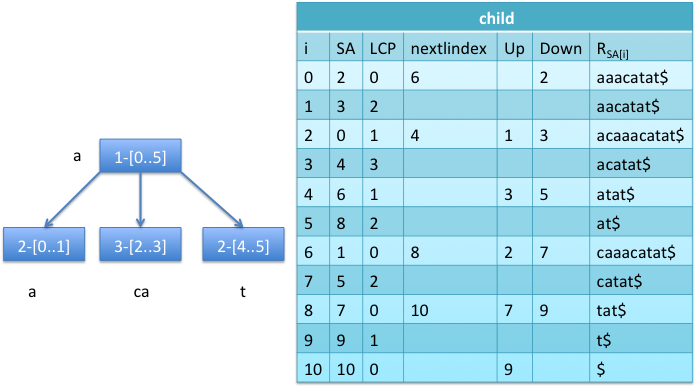 a
1-[0..5]
2-[0..1]
3-[2..3]
2-[4..5]
a
ca
t
child
i SA LCP nextlindex Up Down R_SA[i]
0 2 0 6 2 aaacatat$
1 3 2 aacatat$
2 0 1 4 1 3 acaaacatat$
3 4 3 acatat$
4 6 1 3 5 atat$
5 8 2 at$
6 1 0 8 2 7 caaacatat$
7 5 2 catat$
8 7 0 10 7 9 tat$
9 9 1 t$
10 10 0 9 $